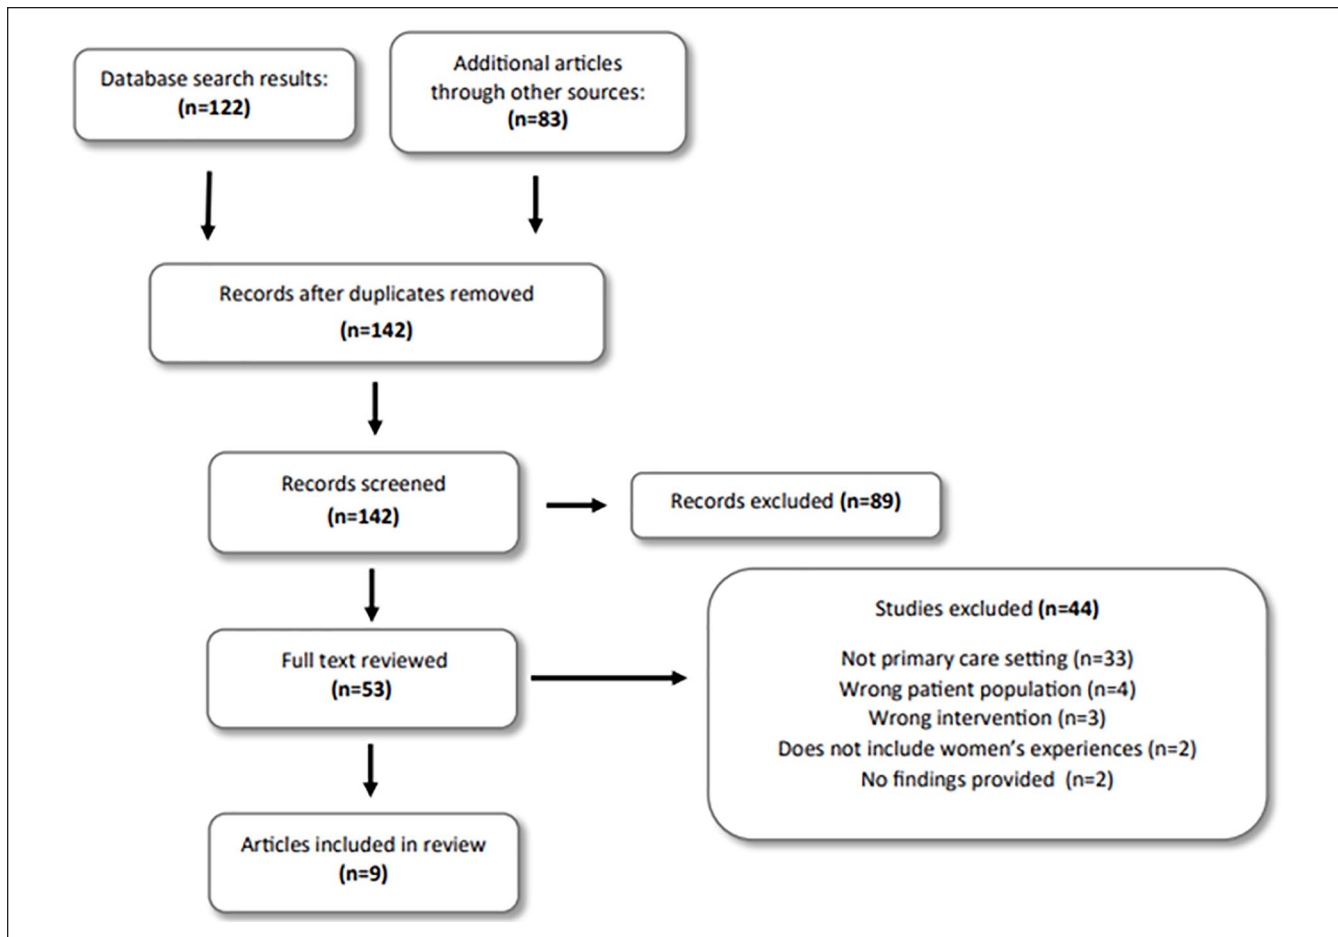 Database search results:
(n=122)
Additional articles
through other sources:
(n=83)
Records after duplicates removed
(n=142)
Records screened
(n=142)
Records excluded (n=89)
Full text reviewed
(n=53)
Studies excluded (n=44)
Not primary care setting (n=33)
Wrong patient population (n=4)
Wrong intervention (n=3)
Does not include women’s experiences (n=2)
No findings provided (n=2)
Articles included in review
(n=9)